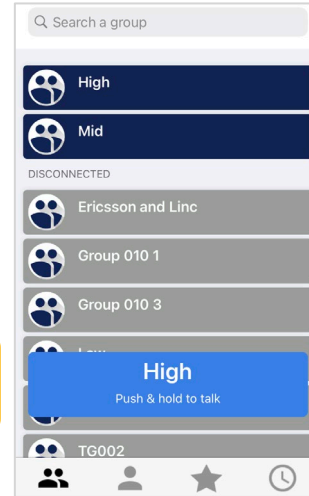 Search a group
High
Mid
DISCONNECTED
Ericsson and Linc
Group 010 1
Group 010 3
High
Push & hold to talk
TG002